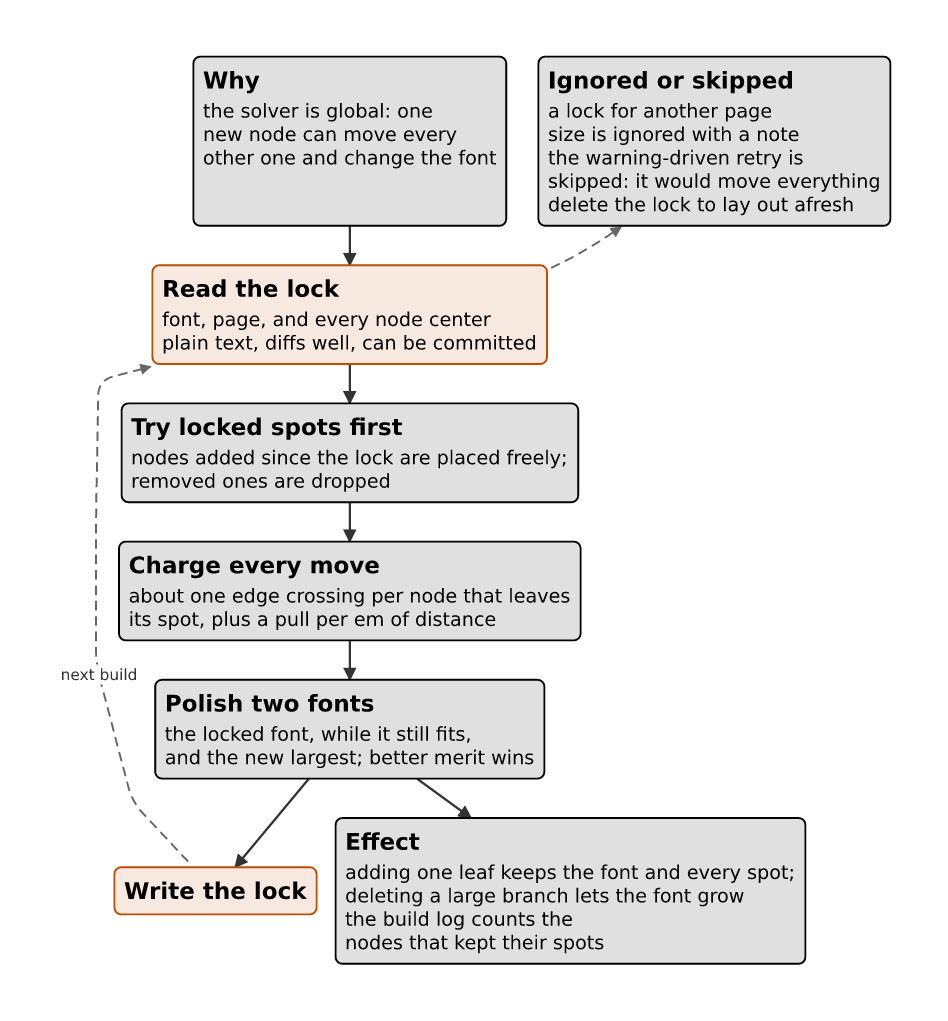 Why
the solver is global: one
new node can move every
other one and change the font
Ignored or skipped
a lock for another page
size is ignored with a note
the warning-driven retry is
skipped: it would move everything
delete the lock to lay out afresh
Read the lock
font, page, and every node center
plain text, diffs well, can be committed
Try locked spots first
nodes added since the lock are placed freely;
removed ones are dropped
Charge every move
about one edge crossing per node that leaves
its spot, plus a pull per em of distance
next build
Polish two fonts
the locked font, while it still fits,
and the new largest; better merit wins
Write the lock
Effect
adding one leaf keeps the font and every spot;
deleting a large branch lets the font grow
the build log counts the
nodes that kept their spots